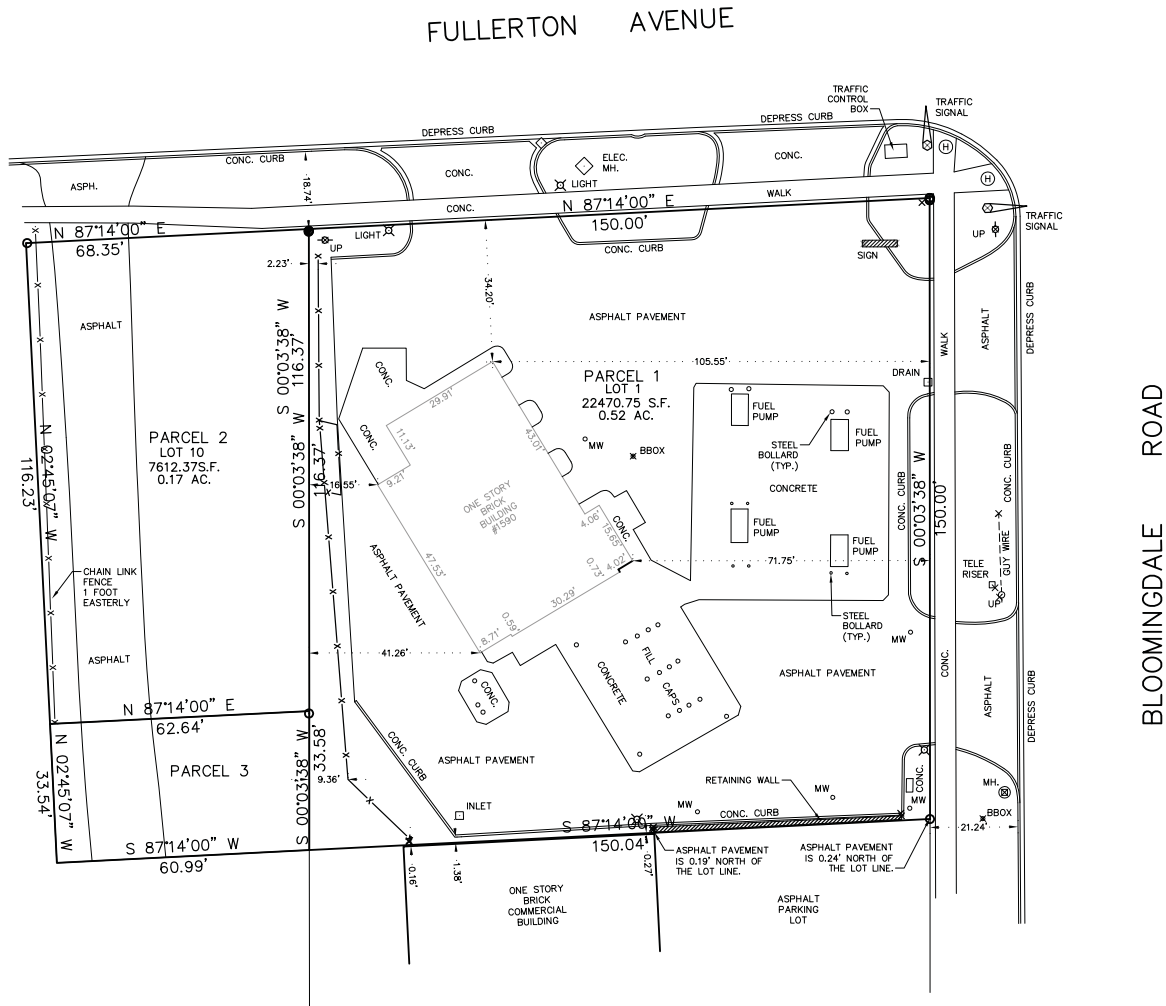 FULLERTON AVENUE
TRAFFIC
CONTROL
BOX
TRAFFIC
SIGNAL
DEPRESS CURB
DEPRESS CURB
CONC. CURB
CONC.
ELEC.
MH.
CONC.
ASPH.
LIGHT
18.74'
WALK
CONC.
N 87°14'00" E
150.00'
N 87°14'00" E
68.35'
LIGHT
UP
TRAFFIC
SIGNAL
UP
SIGN
CONC. CURB
2.23'
34.20'
ASPHALT
ASPHALT PAVEMENT
S 00°03'38" W
116.37'
WALK
ASPHALT
DEPRESS CURB
105.55'
DRAIN
PARCEL 1
LOT 1
22470.75 S.F.
0.52 AC.
CONC.
CONC.
29.91'
11.13'
9.21'
43.01'
FUEL
PUMP
FUEL
PUMP
STEEL
BOLLARD
(TYP.)
MW
BBOX
CONCRETE
PARCEL 2
LOT 10
7612.37S.F.
0.17 AC.
N 02°45'07" W
116.23'
S 00°03'38" W
116.37'
16.55'
ONE STORY
BRICK
BUILDING
#1590
4.06'
15.65'
CONC.
0.73'
4.02'
FUEL
PUMP
FUEL
PUMP
71.75'
CONC. CURB
S 00°03'38" W
150.00'
CONC. CURB
GUY WIRE
TELE
RISER
UP
BLOOMINGDALE ROAD
47.53'
ASPHALT PAVEMENT
30.29'
0.59'
8.71'
CHAIN LINK
FENCE
1 FOOT
EASTERLY
STEEL
BOLLARD
(TYP.)
MW
41.26'
ASPHALT
CONCRETE
FILL
CAPS
ASPHALT PAVEMENT
CONC.
CONC.
ASPHALT
DEPRESS CURB
N 87°14'00" E
62.64'
S 00°03'38" W
33.58'
CONC. CURB
ASPHALT PAVEMENT
PARCEL 3
9.36'
N 02°45'07" W
33.54'
RETAINING WALL
CONC.
MH.
MW
MW
MW
INLET
CONC. CURB
BBOX
21.24'
S 87°14'00" W
150.04'
S 87°14'00" W
60.99'
0.16'
1.38'
0.27'
ASPHALT PAVEMENT
IS 0.19' NORTH OF
THE LOT LINE.
ASPHALT PAVEMENT
IS 0.24' NORTH OF
THE LOT LINE.
ONE STORY
BRICK
COMMERCIAL
BUILDING
ASPHALT
PARKING
LOT
H
H